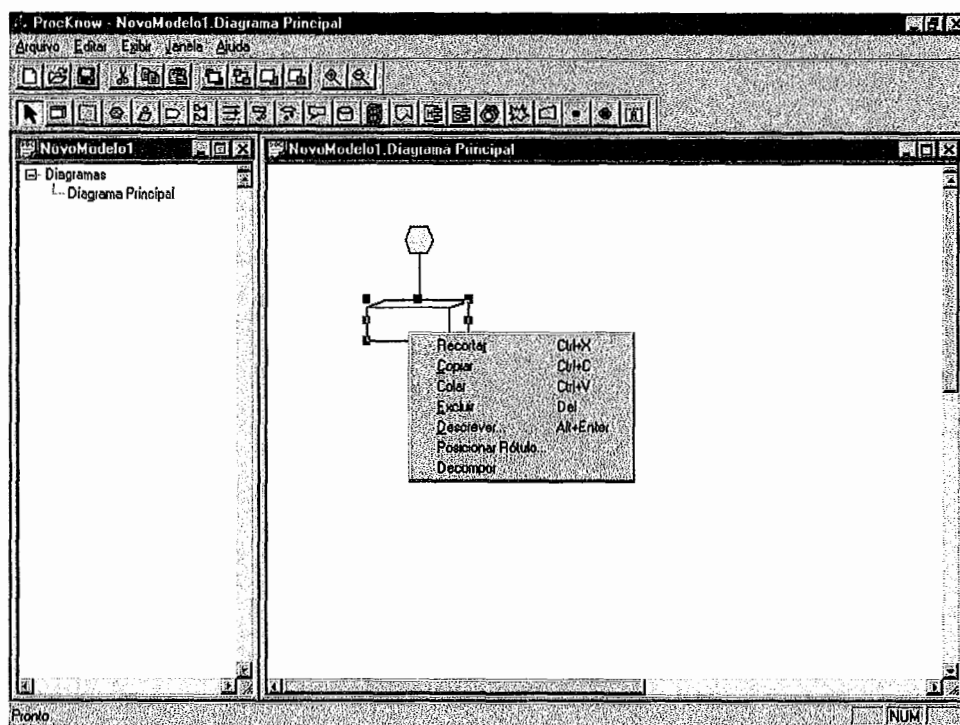 ProcKnow - NovoModelo1.Diagrama Principal
Arquivo Editar Exibir Janela Ajuda
NovoModelo1
Diagramas
Diagrama Principal
NovoModelo1.Diagrama Principal
Recortar Ctrl+X
Copiar Ctrl+C
Colar Ctrl+V
Excluir Del
Descrever... Alt+Enter
Posicionar Rótulo...
Decompor
Pronto
NUM